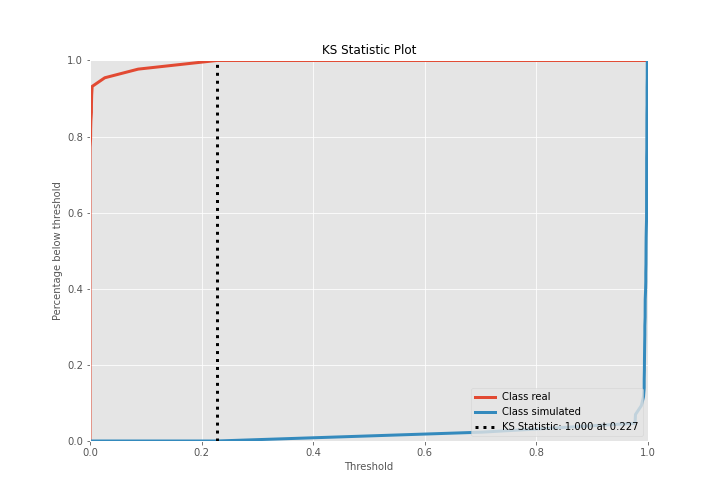 KS Statistic Plot
1.0
0.8
0.6
0.4
0.2
0.0
Percentage below threshold
0.0 0.2 0.4 0.6 0.8 1.0
Threshold
Class real
Class simulated
KS Statistic: 1.000 at 0.227